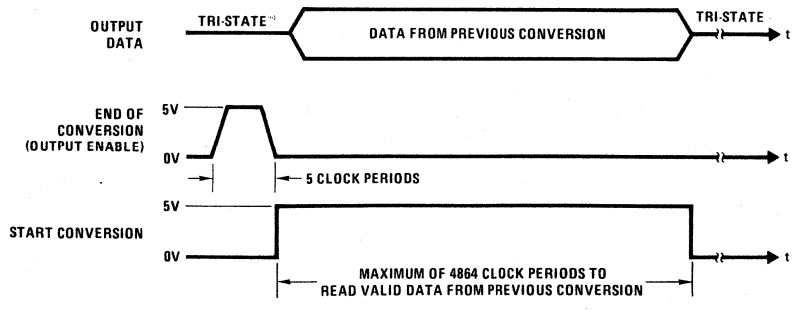 OUTPUT
DATA
TRI-STATE
DATA FROM PREVIOUS CONVERSION
TRI-STATE
t
END OF
CONVERSION
(OUTPUT ENABLE)
5V
0V
t
5 CLOCK PERIODS
START CONVERSION
5V
0V
t
MAXIMUM OF 4864 CLOCK PERIODS TO
READ VALID DATA FROM PREVIOUS CONVERSION